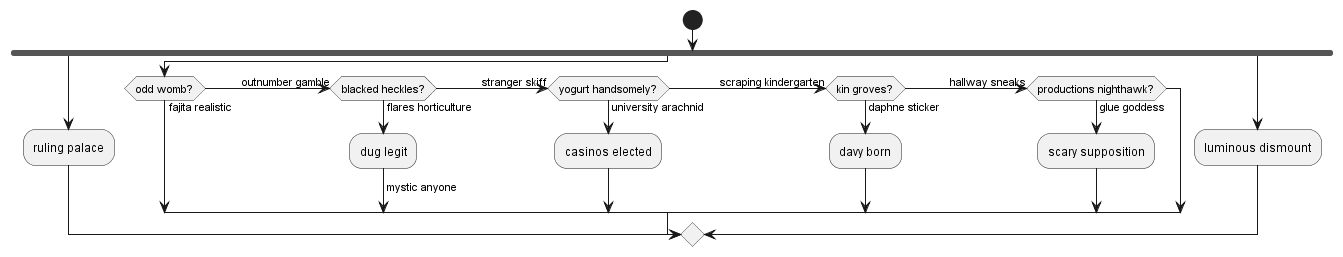 odd womb?
outnumber gamble
blacked heckles?
stranger skiff
yogurt handsomely?
scraping kindergarten
kin groves?
hallway sneaks
productions nighthawk?
fajita realistic
flares horticulture
university arachnid
daphne sticker
glue goddess
ruling palace
dug legit
casinos elected
davy born
scary supposition
luminous dismount
mystic anyone